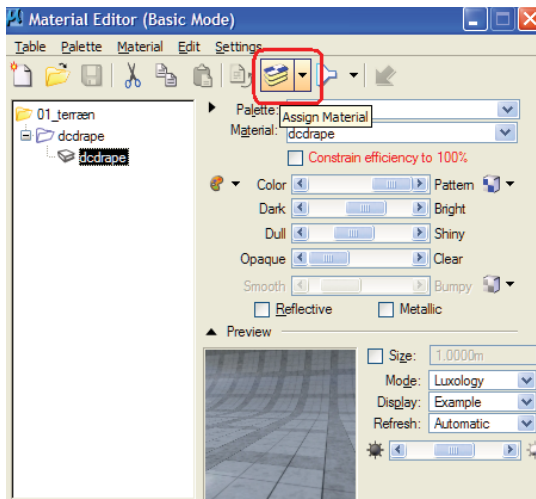 Material Editor (Basic Mode)
Table Palette Material Edit Settings
01_terræn
dcdrape
dcdrape
Palette:
Assign Material
Material: dcdrape
Constrain efficiency to 100%
Color Pattern
Dark Bright
Dull Shiny
Opaque Clear
Smooth Bumpy
Reflective Metallic
Preview
Size: 1.0000m
Mode: Luxology
Display: Example
Refresh: Automatic